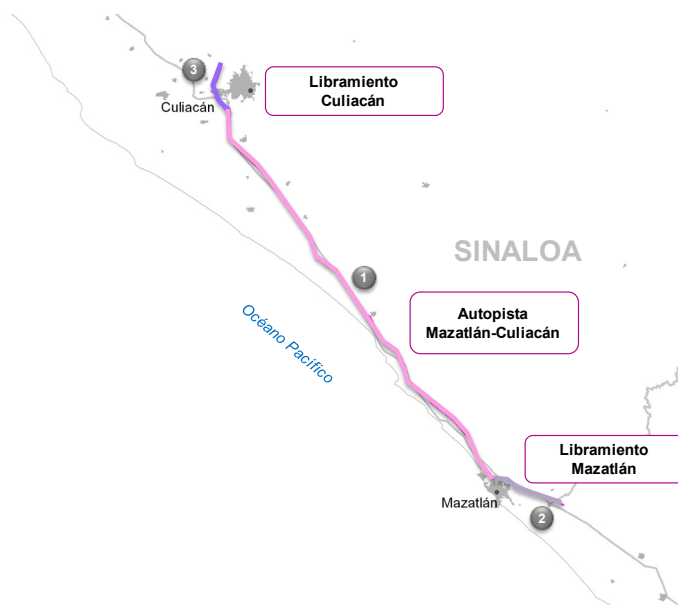 3
Culiacán
Libramiento
Culiacán
SINALOA
1
Océano Pacífico
Autopista
Mazatlán-Culiacán
Libramiento
Mazatlán
Mazatlán
2